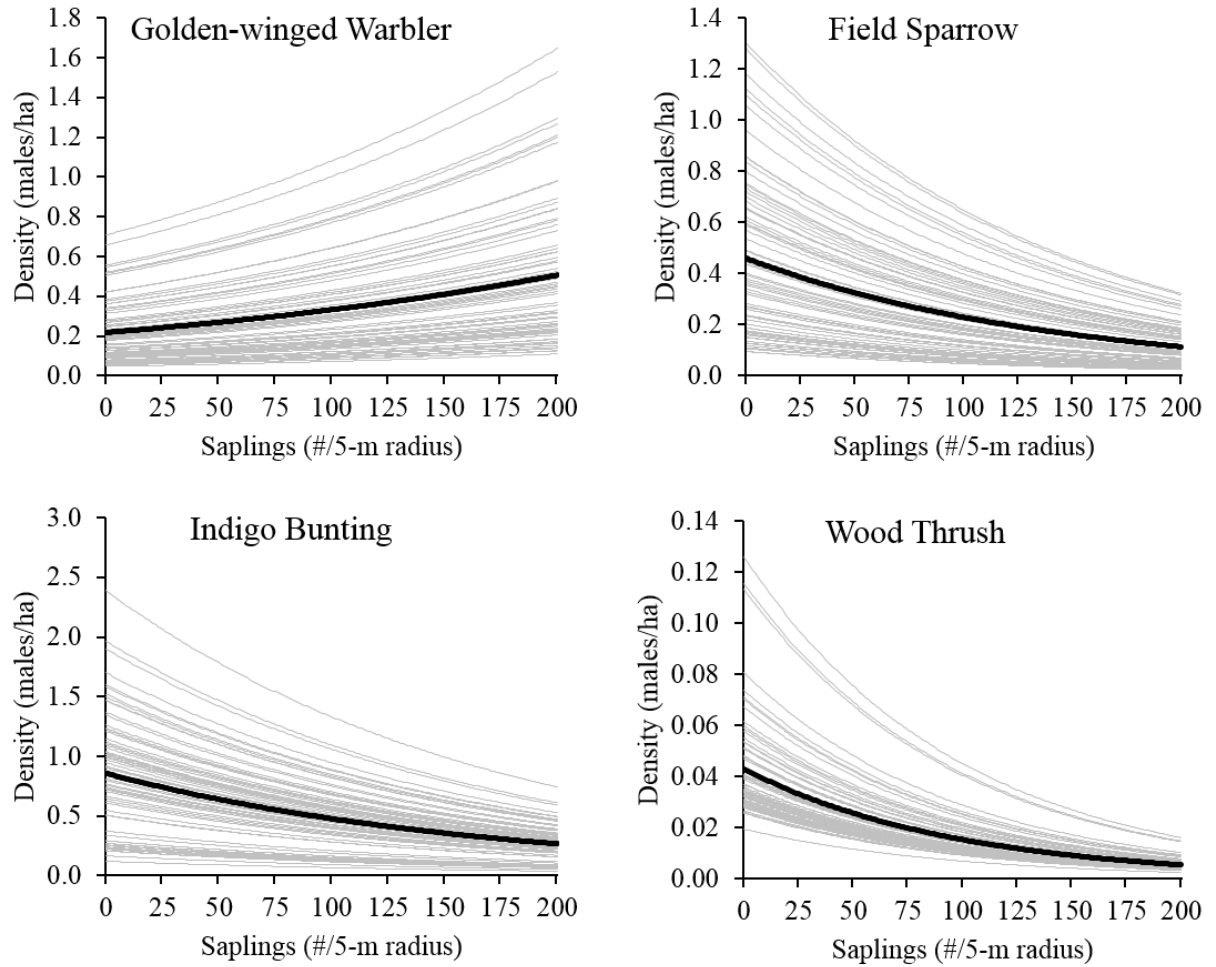 Golden-winged Warbler
Density (males/ha)
1.8
1.6
1.4
1.2
1.0
0.8
0.6
0.4
0.2
0.0
0 25 50 75 100 125 150 175 200
Saplings (#/5-m radius)
Field Sparrow
Density (males/ha)
1.4
1.2
1.0
0.8
0.6
0.4
0.2
0.0
0 25 50 75 100 125 150 175 200
Saplings (#/5-m radius)
Indigo Bunting
Density (males/ha)
3.0
2.5
2.0
1.5
1.0
0.5
0.0
0 25 50 75 100 125 150 175 200
Saplings (#/5-m radius)
Wood Thrush
Density (males/ha)
0.14
0.12
0.10
0.08
0.06
0.04
0.02
0.00
0 25 50 75 100 125 150 175 200
Saplings (#/5-m radius)